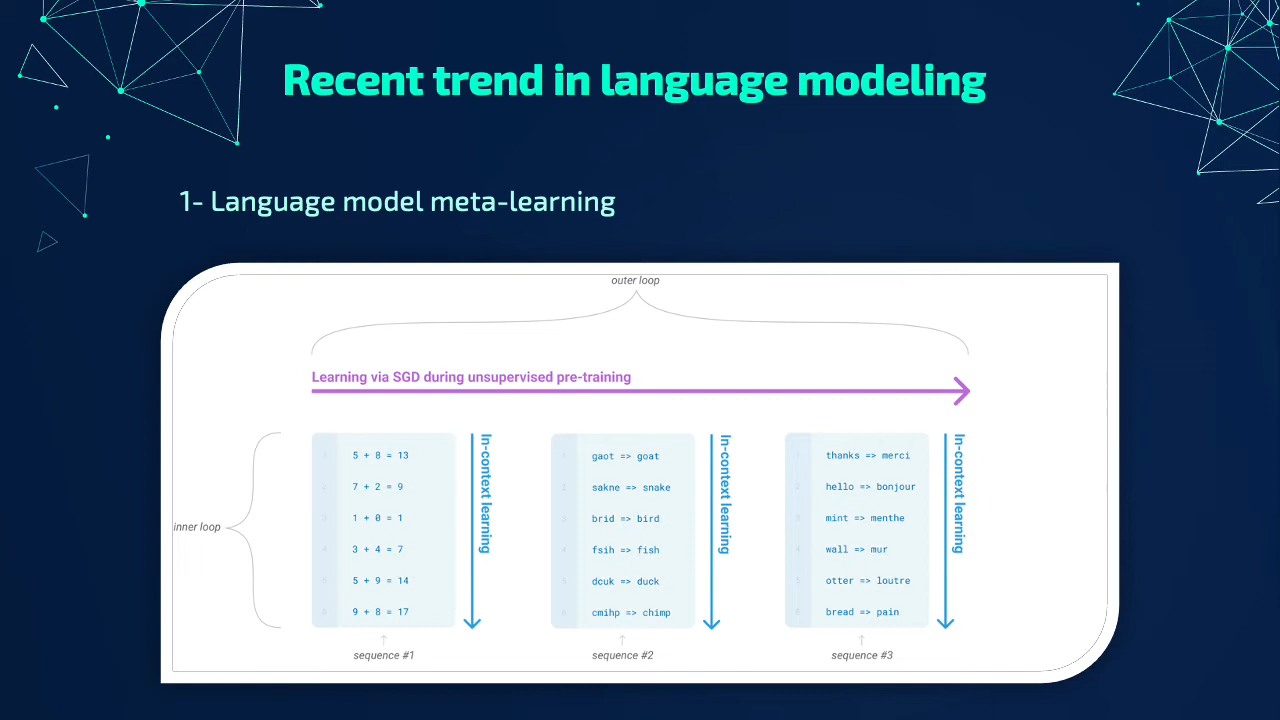 Recent trend in language modeling
1- Language model meta-learning
outer loop
Learning via SGD during unsupervised pre-training
inner loop
5 + 8 = 13
7 + 2 = 9
1 + 0 = 1
3 + 4 = 7
5 + 9 = 14
9 + 8 = 17
In-context learning
sequence #1
gaot => goat
sakne => snake
brid => bird
fsih => fish
dcuk => duck
cmihp => chimp
In-context learning
sequence #2
thanks => merci
hello => bonjour
mint => menthe
wall => mur
otter => loutre
bread => pain
In-context learning
sequence #3